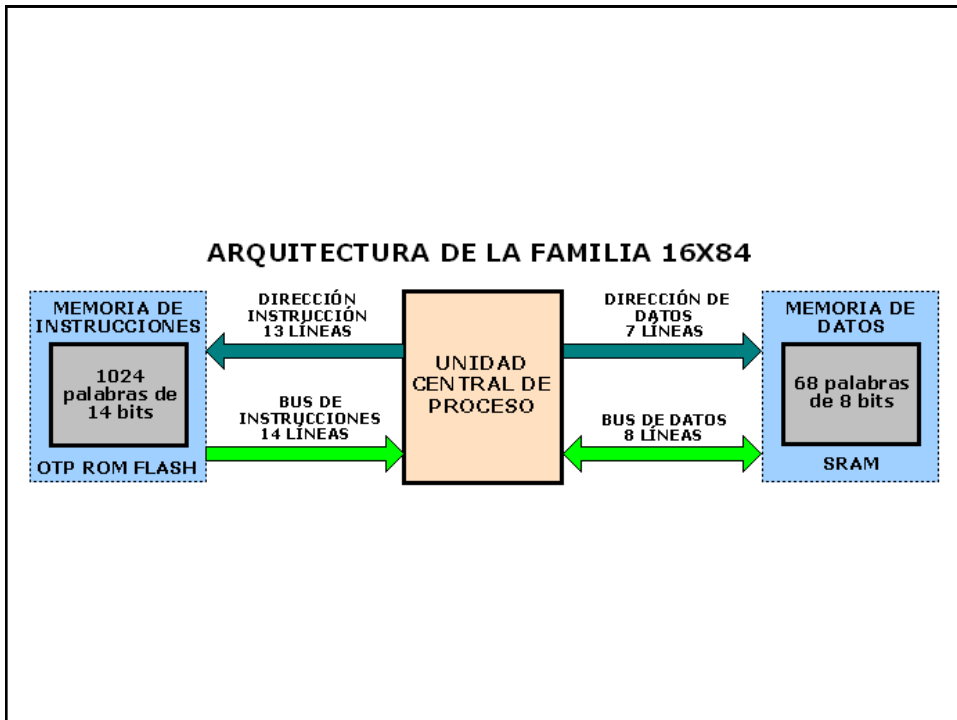 ARQUITECTURA DE LA FAMILIA 16X84
MEMORIA DE
INSTRUCCIONES
1024
palabras de
14 bits
OTP ROM FLASH
DIRECCIÓN
INSTRUCCIÓN
13 LÍNEAS
BUS DE
INSTRUCCIONES
14 LÍNEAS
UNIDAD
CENTRAL DE
PROCESO
DIRECCIÓN DE
DATOS
7 LÍNEAS
BUS DE DATOS
8 LÍNEAS
MEMORIA DE
DATOS
68 palabras
de 8 bits
SRAM